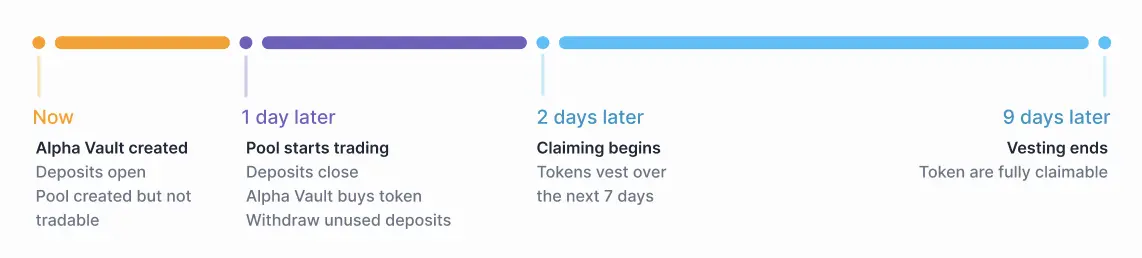 Now
Alpha Vault created
Deposits open
Pool created but not
tradable
1 day later
Pool starts trading
Deposits close
Alpha Vault buys token
Withdraw unused deposits
2 days later
Claiming begins
Tokens vest over
the next 7 days
9 days later
Vesting ends
Token are fully claimable